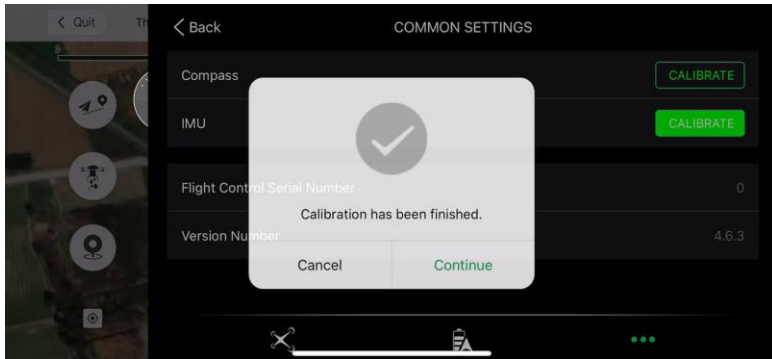 Quit
Th
Back
COMMON SETTINGS
Compass
CALIBRATE
IMU
CALIBRATE
Flight Control Serial Number
0
Calibration has been finished.
Version Number
4.6.3
Cancel
Continue